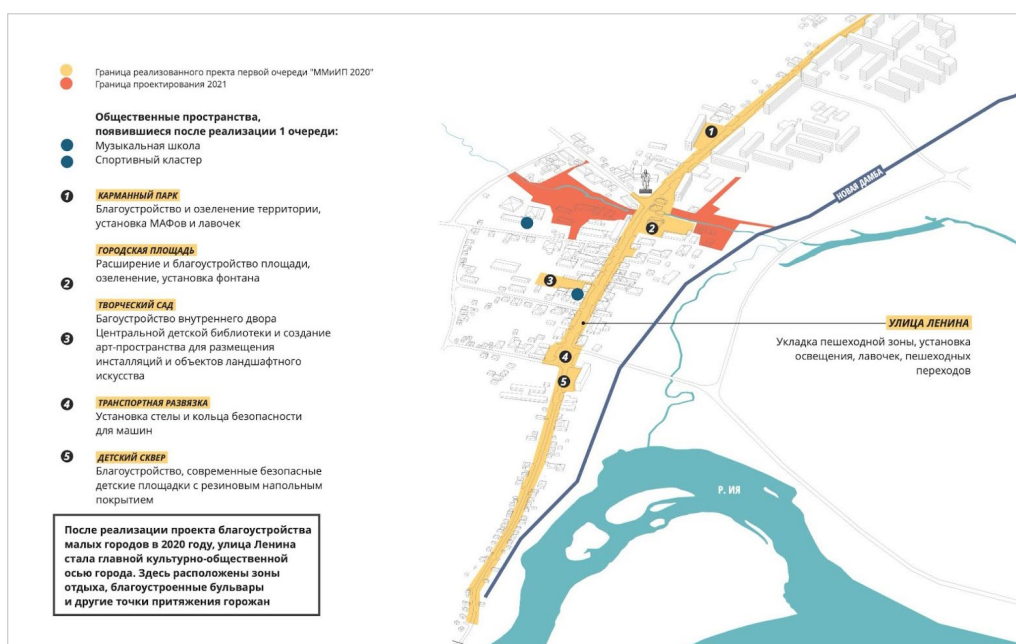 Граница реализованного пректа первой очереди "ММиИП 2020"
Граница проектирования 2021
Общественные пространства,
появившиеся после реализации 1 очереди:
Музыкальная школа
Спортивный кластер
1 КАРМАННЫЙ ПАРК
Благоустройство и озеленение территории,
установка МАФов и лавочек
ГОРОДСКАЯ ПЛОЩАДЬ
2 Расширение и благоустройство площади,
озеленение, установка фонтана
ТВОРЧЕСКИЙ САД
Багоустройство внутреннего двора
3 Центральной детской библиотеки и создание
арт-пространства для размещения
инсталляций и объектов ландшафтного
искусства
4 ТРАНСПОРТНАЯ РАЗВЯЗКА
Установка стелы и кольца безопасности
для машин
5 ДЕТСКИЙ СКВЕР
Благоустройство, современные безопасные
детские площадки с резиновым напольным
покрытием
После реализации проекта благоустройства
малых городов в 2020 году, улица Ленина
стала главной культурно-общественной
осью города. Здесь расположены зоны
отдыха, благоустроенные бульвары
и другие точки притяжения горожан
1
2
3
4
5
НОВАЯ ДАМБА
УЛИЦА ЛЕНИНА
Укладка пешеходной зоны, установка
освещения, лавочек, пешеходных
переходов
Р. ИЯ